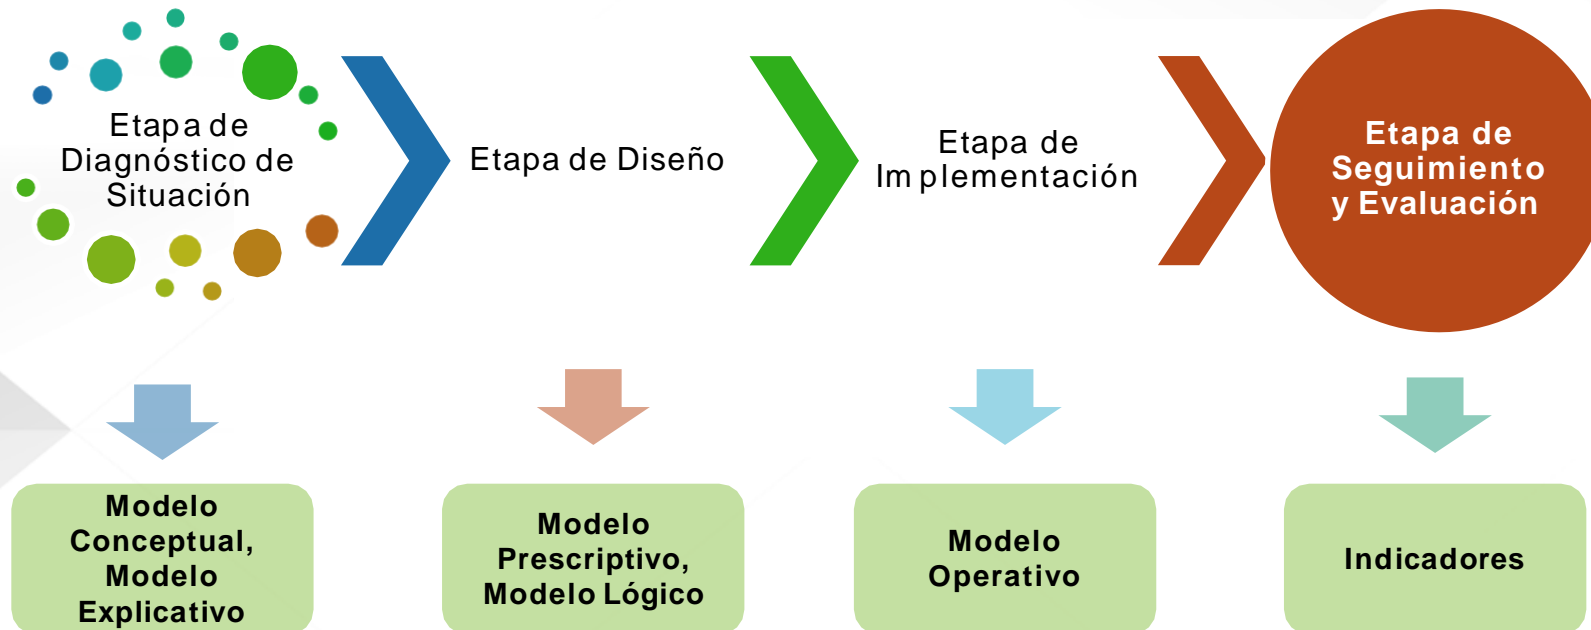 Etapa de
Diagnóstico de
Situación
Etapa de Diseño
Etapa de
Implementación
Etapa de
Seguimiento
y Evaluación
Modelo
Conceptual,
Modelo
Explicativo
Modelo
Prescriptivo,
Modelo Lógico
Modelo
Operativo
Indicadores